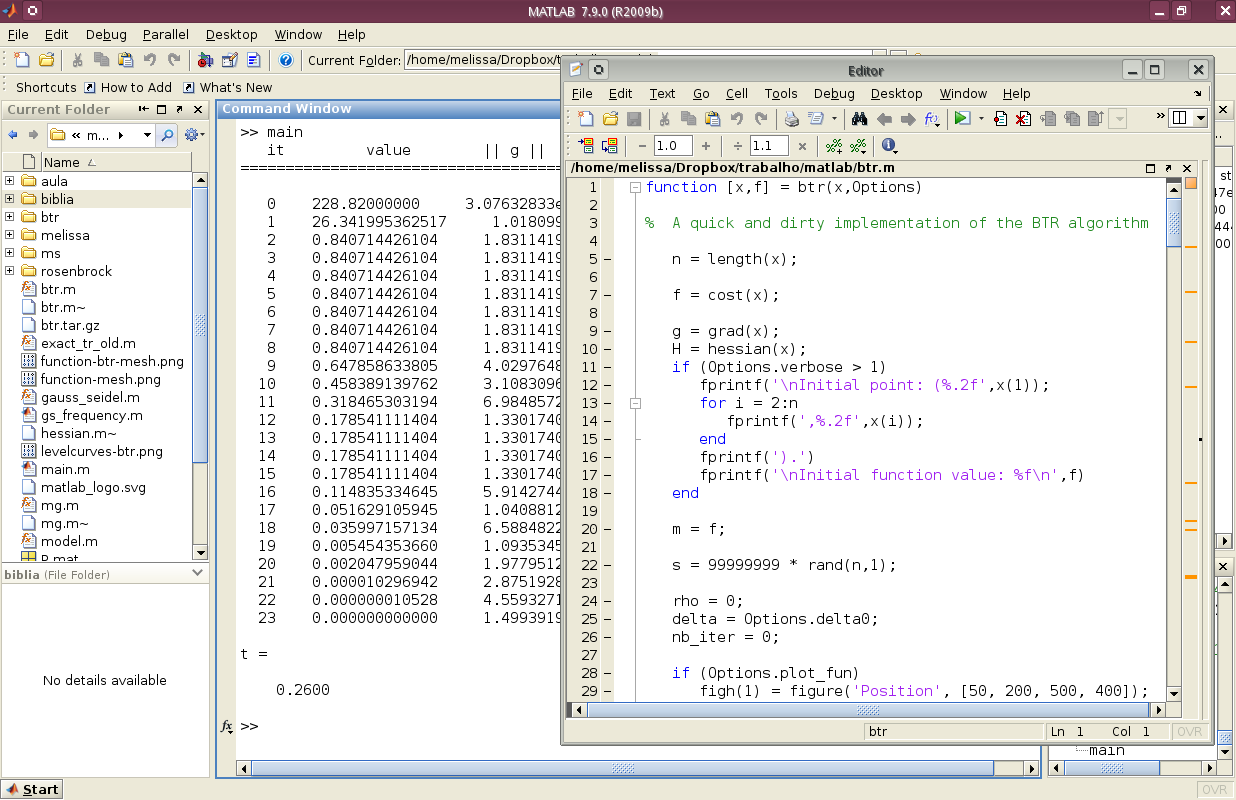 MATLAB 7.9.0 (R2009b)
File Edit Debug Parallel Desktop Window Help
Current Folder: /home/melissa/Dropbox/
Shortcuts How to Add What's New
Current Folder
« m...
Name
aula
biblia
btr
melissa
ms
rosenbrock
btr.m
btr.m~
btr.tar.gz
exact_tr_old.m
function-btr-mesh.png
function-mesh.png
gauss_seidel.m
gs_frequency.m
hessian.m~
levelcurves-btr.png
main.m
matlab_logo.svg
mg.m
mg.m~
model.m
P.mat
biblia (File Folder)
No details available
Start
Command Window
>> main
it value || g ||
================================
0 228.82000000 3.07632833e
1 26.341995362517 1.018099
2 0.840714426104 1.8311419
3 0.840714426104 1.8311419
4 0.840714426104 1.8311419
5 0.840714426104 1.8311419
6 0.840714426104 1.8311419
7 0.840714426104 1.8311419
8 0.840714426104 1.8311419
9 0.647858633805 4.0297648
10 0.458389139762 3.1083096
11 0.318465303194 6.9848572
12 0.178541111404 1.3301740
13 0.178541111404 1.3301740
14 0.178541111404 1.3301740
15 0.178541111404 1.3301740
16 0.114835334645 5.9142744
17 0.051629105945 1.0408812
18 0.035997157134 6.5884822
19 0.005454353660 1.0935345
20 0.002047959044 1.9779512
21 0.000010296942 2.8751928
22 0.000000010528 4.5593271
23 0.000000000000 1.4993919
t =
0.2600
fx >>
Editor
File Edit Text Go Cell Tools Debug Desktop Window Help
− 1.0 + ÷ 1.1 ×
/home/melissa/Dropbox/trabalho/matlab/btr.m
1 function [x,f] = btr(x,Options)
2
3 % A quick and dirty implementation of the BTR algorithm
4
5 – n = length(x);
6
7 – f = cost(x);
8
9 – g = grad(x);
10 – H = hessian(x);
11 – if (Options.verbose > 1)
12 – fprintf('\nInitial point: (%.2f',x(1));
13 – for i = 2:n
14 – fprintf(',%.2f',x(i));
15 – end
16 – fprintf(').')
17 – fprintf('\nInitial function value: %f\n',f)
18 – end
19
20 – m = f;
21
22 – s = 99999999 * rand(n,1);
23
24 – rho = 0;
25 – delta = Options.delta0;
26 – nb_iter = 0;
27
28 – if (Options.plot_fun)
29 – figh(1) = figure('Position', [50, 200, 500, 400]);
btr Ln 1 Col 1 OVR
main
OVR